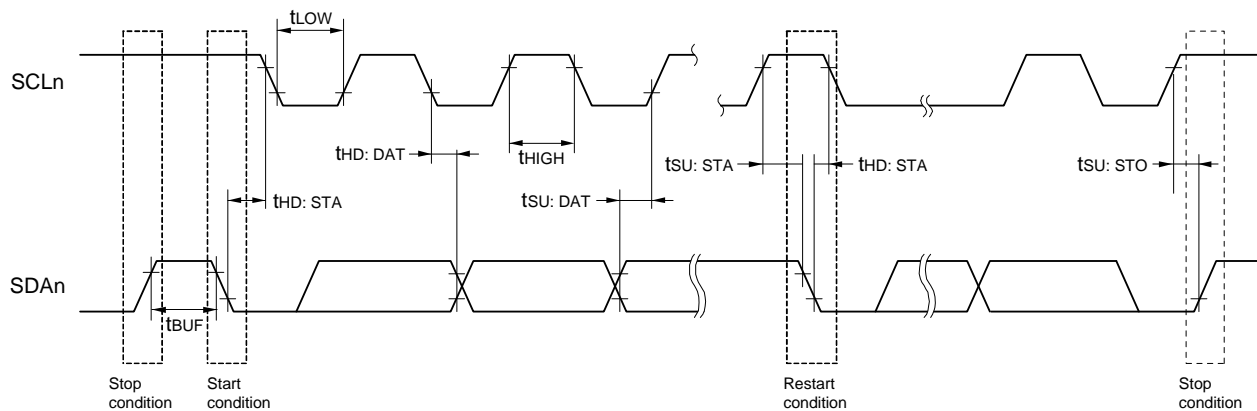 tLOW
SCLn
tHD: DAT
tHIGH
tSU: STA
tHD: STA
tSU: STO
tHD: STA
tSU: DAT
SDAn
tBUF
Stop
condition
Start
condition
Restart
condition
Stop
condition